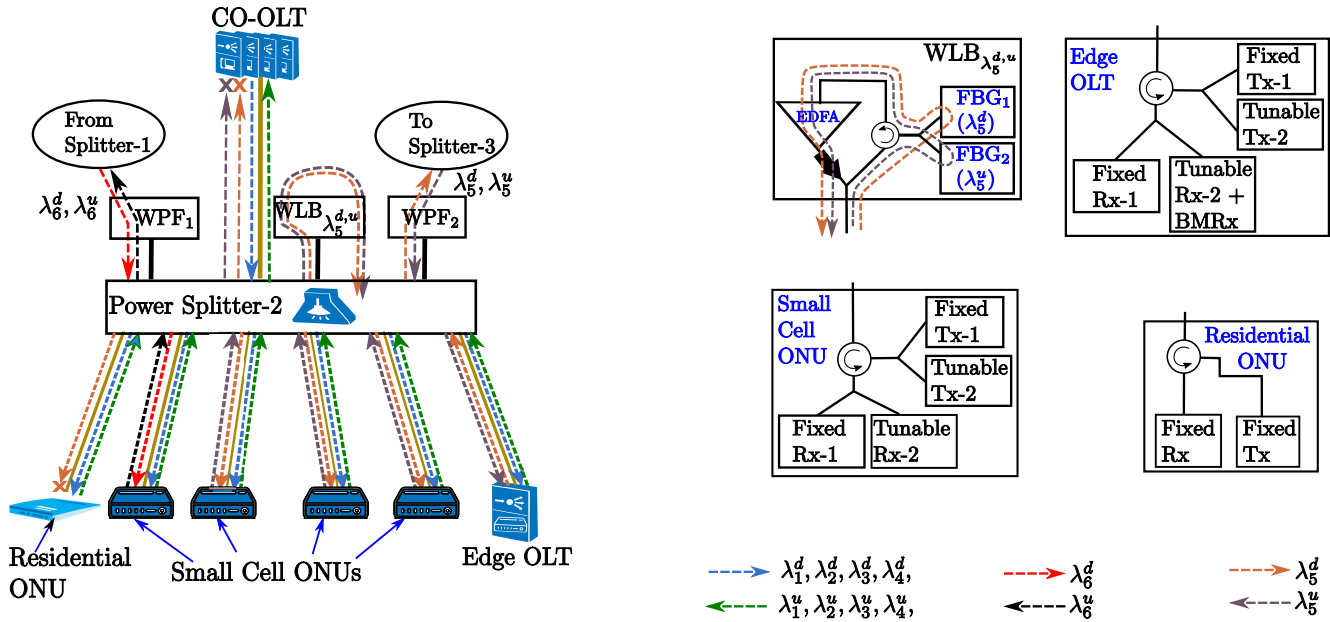 CO-OLT
From
Splitter-1
To
Splitter-3
λ₆ᵈ, λ₆ᵘ
WPF₁
WLB
λ₅ᵈ,ᵘ
WPF₂
λ₅ᵈ, λ₅ᵘ
Power Splitter-2
Residential
ONU
Small Cell ONUs
Edge OLT
WLB λ₅ᵈ,ᵘ
EDFA
FBG₁
(λ₅ᵈ)
FBG₂
(λ₅ᵘ)
Edge
OLT
Fixed
Tx-1
Tunable
Tx-2
Fixed
Rx-1
Tunable
Rx-2 +
BMRx
Small
Cell
ONU
Fixed
Tx-1
Tunable
Tx-2
Fixed
Rx-1
Tunable
Rx-2
Residential
ONU
Fixed
Rx
Fixed
Tx
λ₁ᵈ, λ₂ᵈ, λ₃ᵈ, λ₄ᵈ,
λ₆ᵈ
λ₅ᵈ
λ₁ᵘ, λ₂ᵘ, λ₃ᵘ, λ₄ᵘ,
λ₆ᵘ
λ₅ᵘ